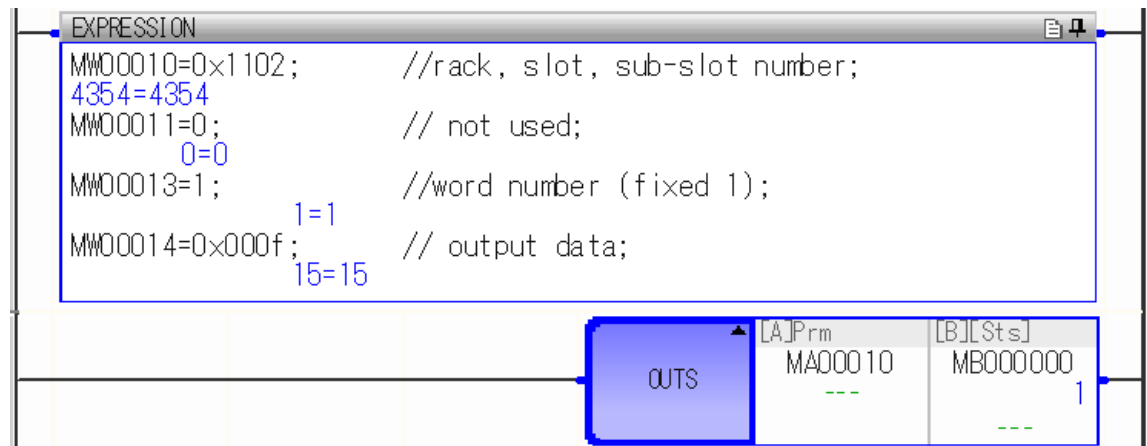 EXPRESSION
MW00010=0x1102; //rack, slot, sub-slot number;
4354=4354
MW00011=0; // not used;
0=0
MW00013=1; //word number (fixed 1);
1=1
MW00014=0x000f; // output data;
15=15
[A]Prm [B][Sts]
OUTS MA00010 MB000000
--- 1
---